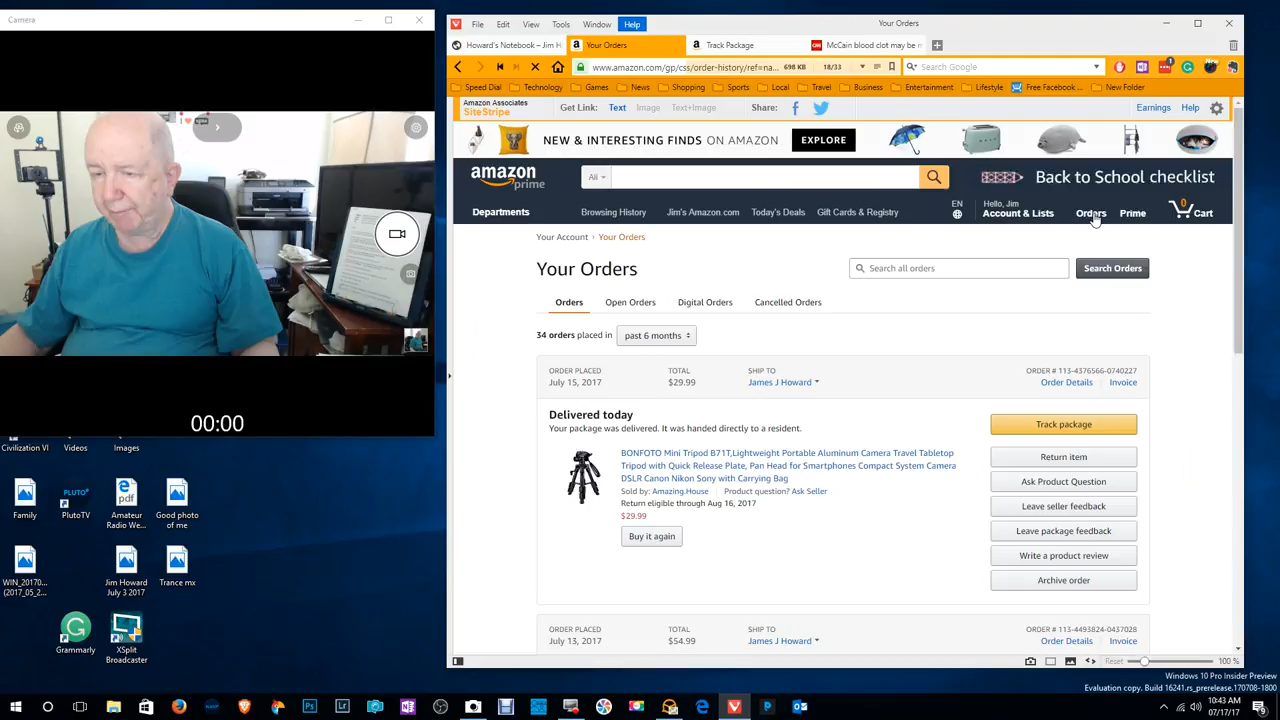 Camera
00:00
Civilization VI
Videos
Images
Family
PlutoTV
Amateur
Radio We...
Good photo
of me
WIN_20170...
(2017_05_2...
Jim Howard
July 3 2017
Trance mx
Grammarly
XSplit
Broadcaster
File Edit View Tools Window Help
Your Orders
Howard's Notebook – Jim H
Your Orders
Track Package
McCain blood clot may be m
www.amazon.com/gp/css/order-history/ref=na... 698 KB 18/33
Search Google
Speed Dial Technology Games News Shopping Sports Local Travel Business Entertainment Lifestyle Free Facebook ... New Folder
Amazon Associates
SiteStripe
Get Link: Text Image Text+Image Share:
Earnings Help
NEW & INTERESTING FINDS ON AMAZON EXPLORE
amazon
prime
All
Back to School checklist
Departments
Browsing History Jim's Amazon.com Today's Deals Gift Cards & Registry
EN
Hello, Jim
Account & Lists
Orders
Prime
0
Cart
Your Account › Your Orders
Your Orders
Search all orders
Search Orders
Orders Open Orders Digital Orders Cancelled Orders
34 orders placed in past 6 months
ORDER PLACED TOTAL SHIP TO ORDER # 113-4376566-0740227
July 15, 2017 $29.99 James J Howard Order Details Invoice
Delivered today
Your package was delivered. It was handed directly to a resident.
BONFOTO Mini Tripod B71T,Lightweight Portable Aluminum Camera Travel Tabletop
Tripod with Quick Release Plate, Pan Head for Smartphones Compact System Camera
DSLR Canon Nikon Sony with Carrying Bag
Sold by: Amazing.House | Product question? Ask Seller
Return eligible through Aug 16, 2017
$29.99
Buy it again
Track package
Return item
Ask Product Question
Leave seller feedback
Leave package feedback
Write a product review
Archive order
ORDER PLACED TOTAL SHIP TO ORDER # 113-4493824-0437028
July 13, 2017 $54.99 James J Howard Order Details Invoice
Reset 100 %
Windows 10 Pro Insider Preview
Evaluation copy. Build 16241.rs_prerelease.170708-1800
10:43 AM
07/17/17